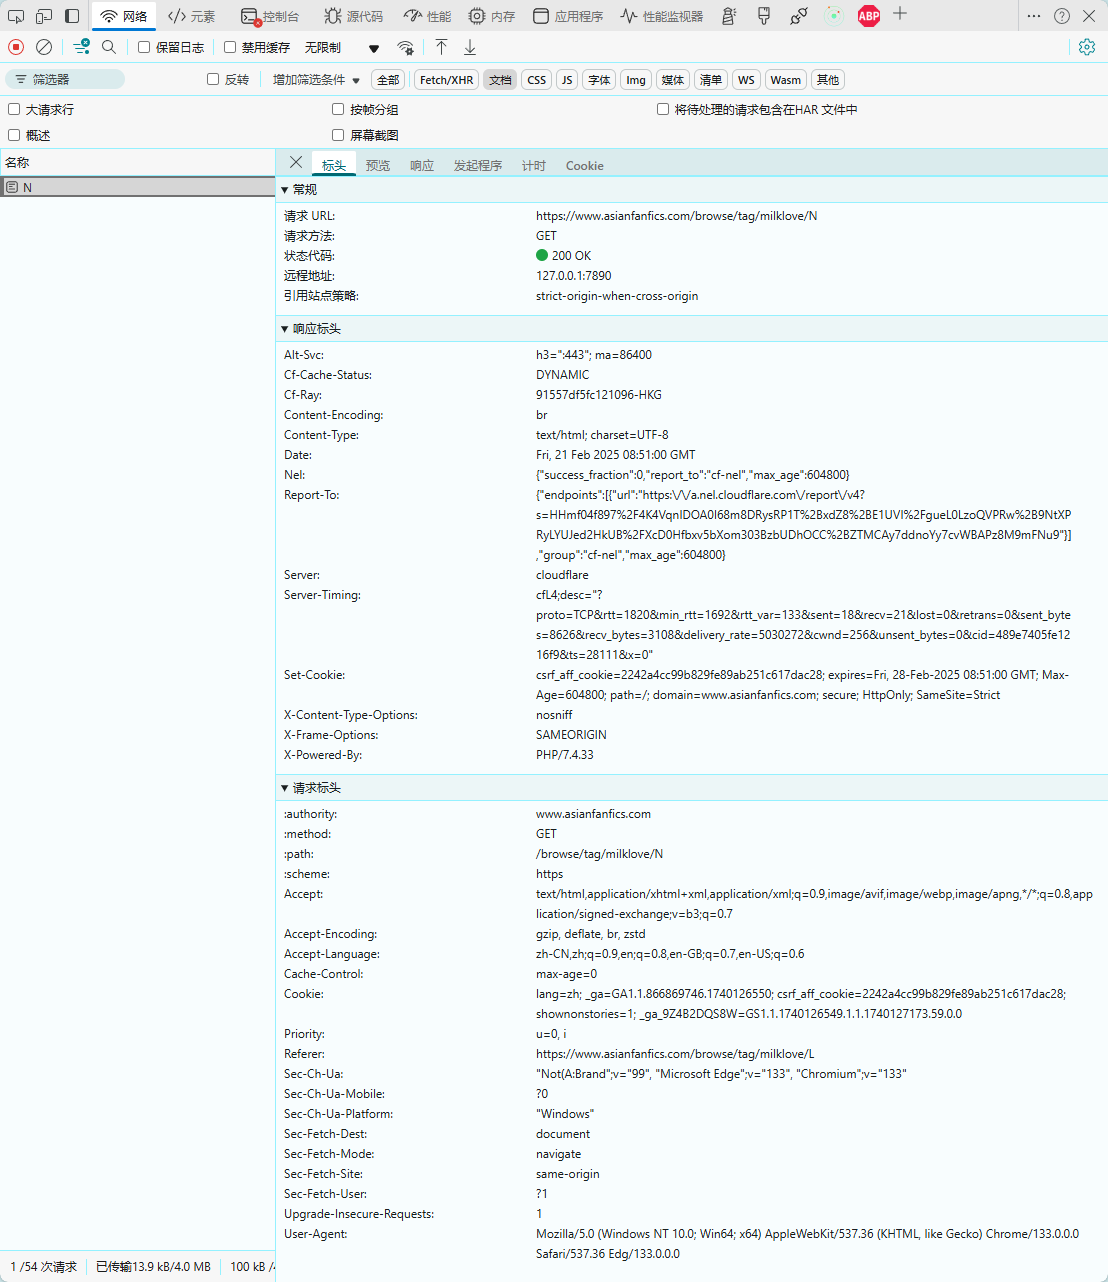 网络 元素 控制台 源代码 性能 内存 应用程序 性能监视器 ABP
保留日志 禁用缓存 无限制
筛选器 反转 增加筛选条件 全部 Fetch/XHR 文档 CSS JS 字体 Img 媒体 清单 WS Wasm 其他
大请求行 按帧分组 将待处理的请求包含在HAR 文件中
概述 屏幕截图
名称 标头 预览 响应 发起程序 计时 Cookie
N
常规
请求 URL: https://www.asianfanfics.com/browse/tag/milklove/N
请求方法: GET
状态代码: 200 OK
远程地址: 127.0.0.1:7890
引用站点策略: strict-origin-when-cross-origin
响应标头
Alt-Svc: h3=":443"; ma=86400
Cf-Cache-Status: DYNAMIC
Cf-Ray: 91557df5fc121096-HKG
Content-Encoding: br
Content-Type: text/html; charset=UTF-8
Date: Fri, 21 Feb 2025 08:51:00 GMT
Nel: {"success_fraction":0,"report_to":"cf-nel","max_age":604800}
Report-To: {"endpoints":[{"url":"https:\/\/a.nel.cloudflare.com\/report\/v4?
s=HHmf04f897%2F4K4VqnIDOA0I68m8DRysRP1T%2BxdZ8%2BE1UVI%2FgueL0LzoQVPRw%2B9NtXP
RyLYUJed2HkUB%2FXcD0Hfbxv5bXom303BzbUDhOCC%2BZTMCAy7ddnoYy7cvWBAPz8M9mFNu9"}]
,"group":"cf-nel","max_age":604800}
Server: cloudflare
Server-Timing: cfL4;desc="?
proto=TCP&rtt=1820&min_rtt=1692&rtt_var=133&sent=18&recv=21&lost=0&retrans=0&sent_byte
s=8626&recv_bytes=3108&delivery_rate=5030272&cwnd=256&unsent_bytes=0&cid=489e7405fe12
16f9&ts=28111&x=0"
Set-Cookie: csrf_aff_cookie=2242a4cc99b829fe89ab251c617dac28; expires=Fri, 28-Feb-2025 08:51:00 GMT; Max-
Age=604800; path=/; domain=www.asianfanfics.com; secure; HttpOnly; SameSite=Strict
X-Content-Type-Options: nosniff
X-Frame-Options: SAMEORIGIN
X-Powered-By: PHP/7.4.33
请求标头
:authority: www.asianfanfics.com
:method: GET
:path: /browse/tag/milklove/N
:scheme: https
Accept: text/html,application/xhtml+xml,application/xml;q=0.9,image/avif,image/webp,image/apng,*/*;q=0.8,app
lication/signed-exchange;v=b3;q=0.7
Accept-Encoding: gzip, deflate, br, zstd
Accept-Language: zh-CN,zh;q=0.9,en;q=0.8,en-GB;q=0.7,en-US;q=0.6
Cache-Control: max-age=0
Cookie: lang=zh; _ga=GA1.1.866869746.1740126550; csrf_aff_cookie=2242a4cc99b829fe89ab251c617dac28;
shownonstories=1; _ga_9Z4B2DQS8W=GS1.1.1740126549.1.1.1740127173.59.0.0
Priority: u=0, i
Referer: https://www.asianfanfics.com/browse/tag/milklove/L
Sec-Ch-Ua: "Not(A:Brand";v="99", "Microsoft Edge";v="133", "Chromium";v="133"
Sec-Ch-Ua-Mobile: ?0
Sec-Ch-Ua-Platform: "Windows"
Sec-Fetch-Dest: document
Sec-Fetch-Mode: navigate
Sec-Fetch-Site: same-origin
Sec-Fetch-User: ?1
Upgrade-Insecure-Requests: 1
User-Agent: Mozilla/5.0 (Windows NT 10.0; Win64; x64) AppleWebKit/537.36 (KHTML, like Gecko) Chrome/133.0.0.0
Safari/537.36 Edg/133.0.0.0
1 /54 次请求 已传输13.9 kB/4.0 MB 100 kB /